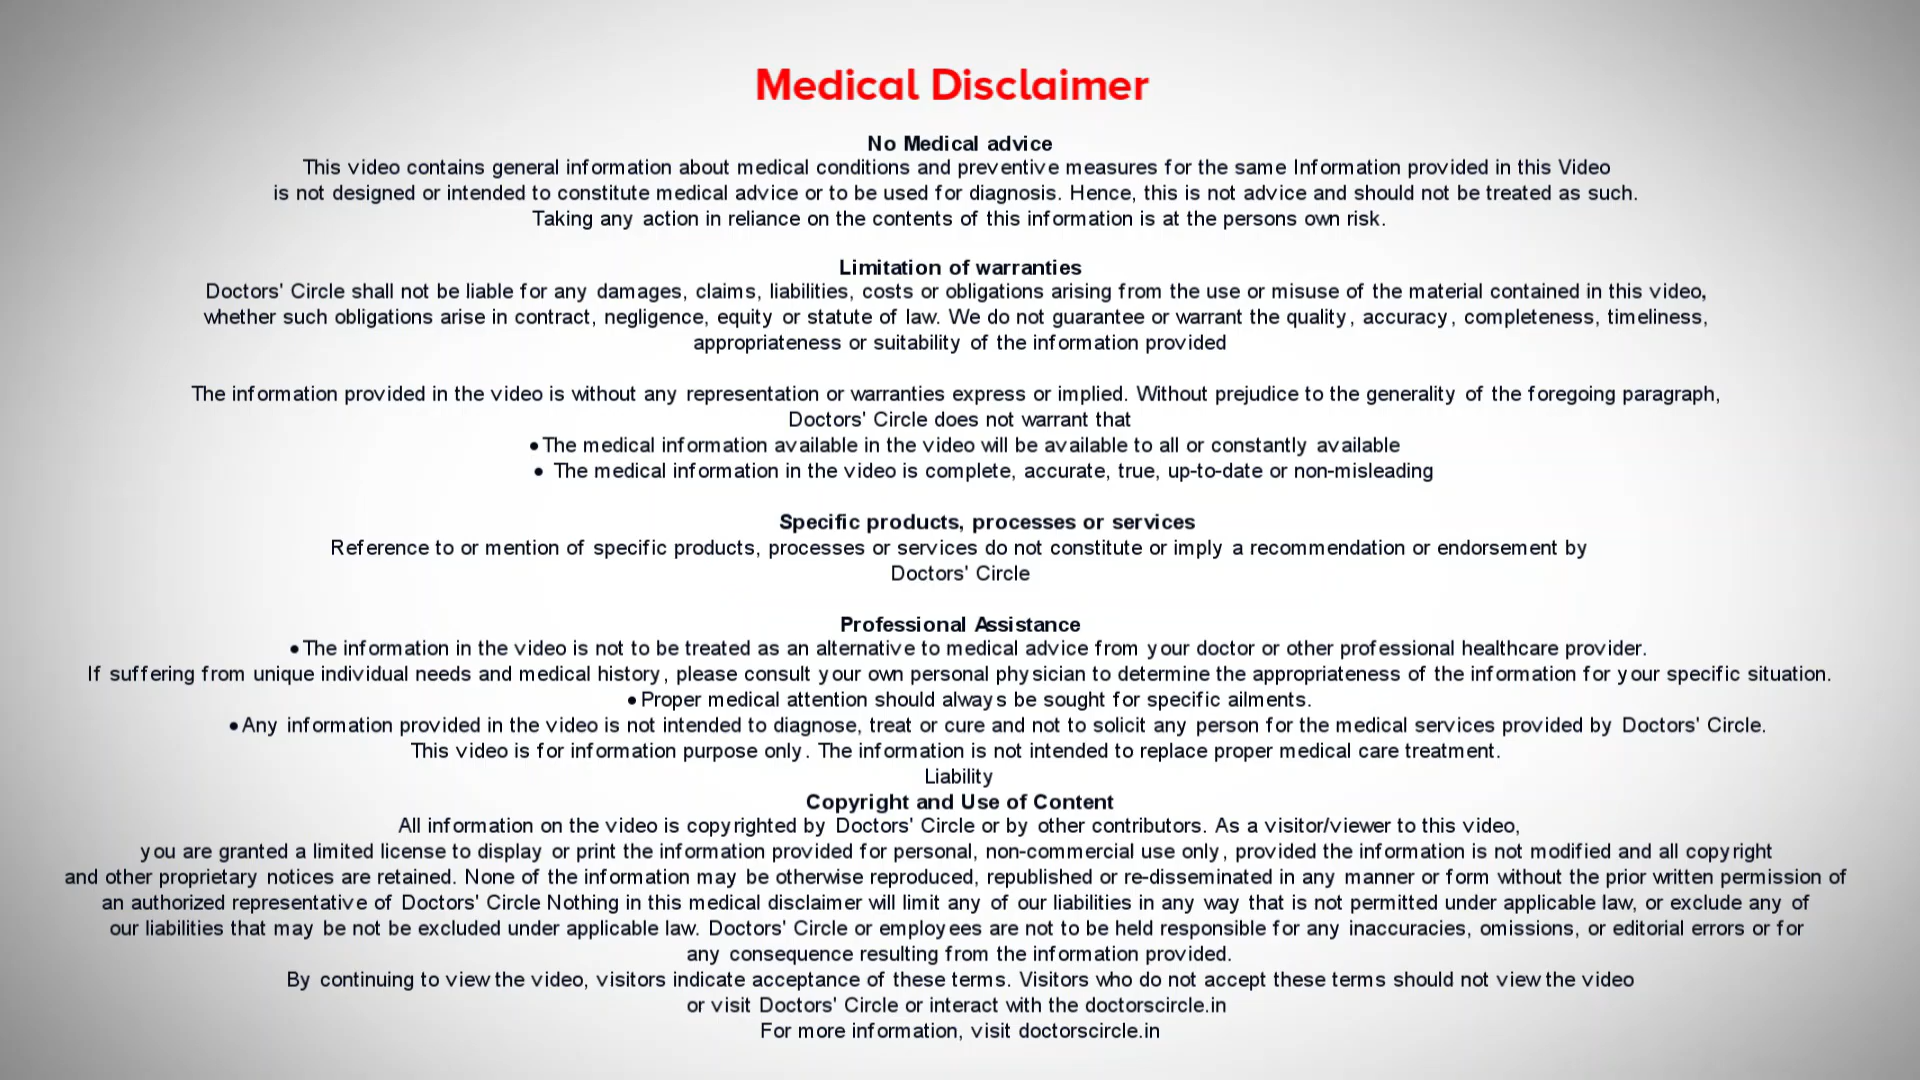 Medical Disclaimer
No Medical advice
This video contains general information about medical conditions and preventive measures for the same Information provided in this Video
is not designed or intended to constitute medical advice or to be used for diagnosis. Hence, this is not advice and should not be treated as such.
Taking any action in reliance on the contents of this information is at the persons own risk.
Limitation of warranties
Doctors' Circle shall not be liable for any damages, claims, liabilities, costs or obligations arising from the use or misuse of the material contained in this video,
whether such obligations arise in contract, negligence, equity or statute of law. We do not guarantee or warrant the quality, accuracy, completeness, timeliness,
appropriateness or suitability of the information provided
The information provided in the video is without any representation or warranties express or implied. Without prejudice to the generality of the foregoing paragraph,
Doctors' Circle does not warrant that
• The medical information available in the video will be available to all or constantly available
• The medical information in the video is complete, accurate, true, up-to-date or non-misleading
Specific products, processes or services
Reference to or mention of specific products, processes or services do not constitute or imply a recommendation or endorsement by
Doctors' Circle
Professional Assistance
• The information in the video is not to be treated as an alternative to medical advice from your doctor or other professional healthcare provider.
If suffering from unique individual needs and medical history, please consult your own personal physician to determine the appropriateness of the information for your specific situation.
• Proper medical attention should always be sought for specific ailments.
• Any information provided in the video is not intended to diagnose, treat or cure and not to solicit any person for the medical services provided by Doctors' Circle.
This video is for information purpose only. The information is not intended to replace proper medical care treatment.
Liability
Copyright and Use of Content
All information on the video is copyrighted by Doctors' Circle or by other contributors. As a visitor/viewer to this video,
you are granted a limited license to display or print the information provided for personal, non-commercial use only, provided the information is not modified and all copyright
and other proprietary notices are retained. None of the information may be otherwise reproduced, republished or re-disseminated in any manner or form without the prior written permission of
an authorized representative of Doctors' Circle Nothing in this medical disclaimer will limit any of our liabilities in any way that is not permitted under applicable law, or exclude any of
our liabilities that may be not be excluded under applicable law. Doctors' Circle or employees are not to be held responsible for any inaccuracies, omissions, or editorial errors or for
any consequence resulting from the information provided.
By continuing to view the video, visitors indicate acceptance of these terms. Visitors who do not accept these terms should not view the video
or visit Doctors' Circle or interact with the doctorscircle.in
For more information, visit doctorscircle.in